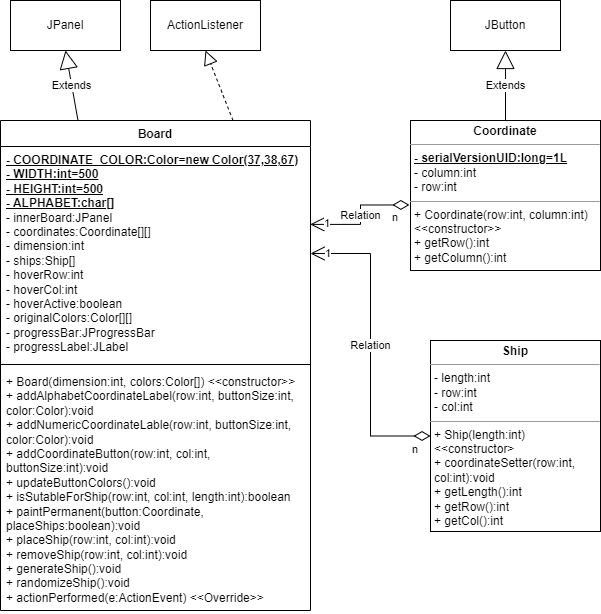 JPanel
ActionListener
JButton
Extends
Extends
Board
- COORDINATE_COLOR:Color=new Color(37,38,67)
- WIDTH:int=500
- HEIGHT:int=500
- ALPHABET:char[]
- innerBoard:JPanel
- coordinates:Coordinate[][]
- dimension:int
- ships:Ship[]
- hoverRow:int
- hoverCol:int
- hoverActive:boolean
- originalColors:Color[][]
- progressBar:JProgressBar
- progressLabel:JLabel
+ Board(dimension:int, colors:Color[]) <<constructor>>
+ addAlphabetCoordinateLabel(row:int, buttonSize:int,
color:Color):void
+ addNumericCoordinateLable(row:int, buttonSize:int,
color:Color):void
+ addCoordinateButton(row:int, col:int,
buttonSize:int):void
+ updateButtonColors():void
+ isSutableForShip(row:int, col:int, length:int):boolean
+ paintPermanent(button:Coordinate,
placeShips:boolean):void
+ placeShip(row:int, col:int):void
+ removeShip(row:int, col:int):void
+ generateShip():void
+ randomizeShip():void
+ actionPerformed(e:ActionEvent) <<Override>>
Coordinate
- serialVersionUID:long=1L
- column:int
- row:int
+ Coordinate(row:int, column:int)
<<constructor>>
+ getRow():int
+ getColumn():int
1
Relation
n
1
Relation
n
Ship
- length:int
- row:int
- col:int
+ Ship(length:int)
<<constructor>
+ coordinateSetter(row:int,
col:int):void
+ getLength():int
+ getRow():int
+ getCol():int